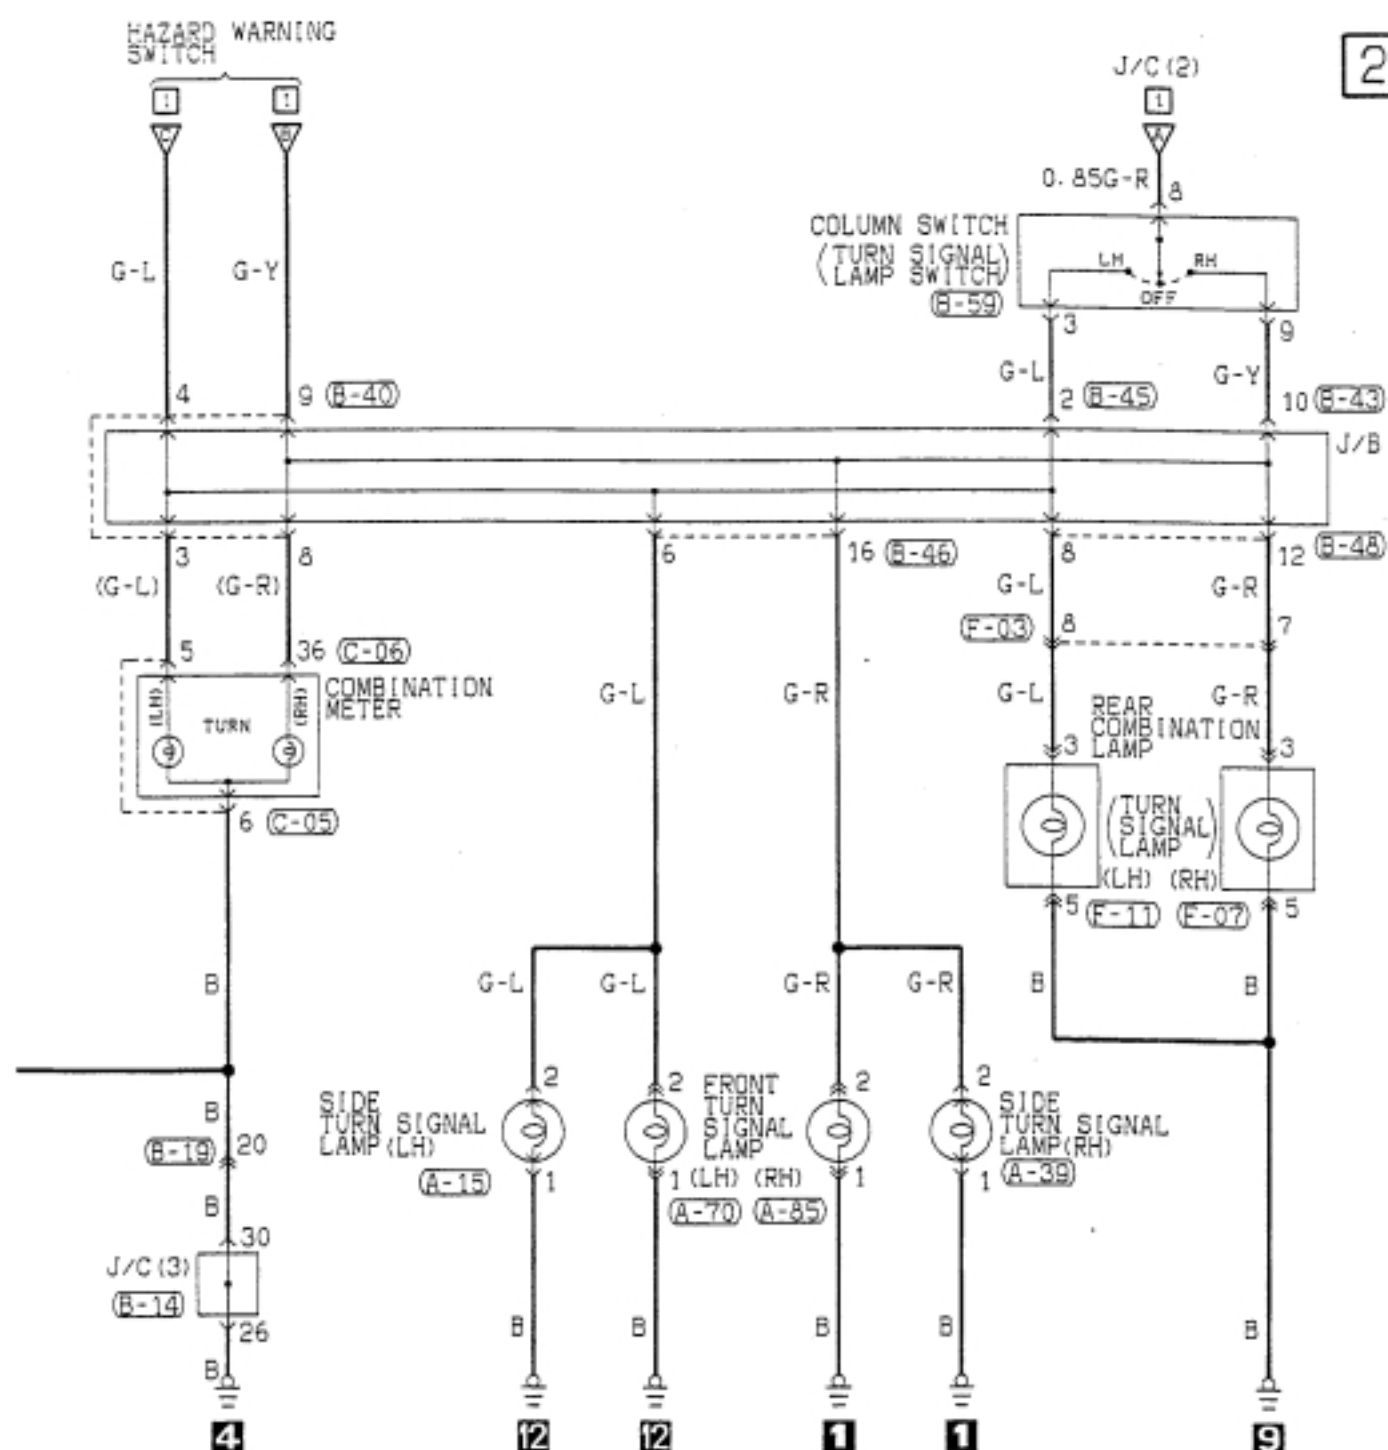 HAZARD WARNING
SWITCH
J/C(2)
2
1
1
1
C
B
A
0.85G-R
8
COLUMN SWITCH
(TURN SIGNAL
LAMP SWITCH)
B-59
LH
RH
OFF
G-L
G-Y
3
9
G-L
G-Y
4
9
B-40
2
B-45
10
B-43
J/B
3
8
6
16
B-46
8
12
B-48
(G-L)
(G-R)
G-L
G-R
F-03
8
7
5
36
C-06
COMBINATION
METER
(LH)
TURN
(RH)
G-L
G-R
G-L
G-R
REAR
COMBINATION
LAMP
3
3
6
C-05
(TURN
SIGNAL
LAMP)
(LH)
(RH)
5
F-11
F-07
5
B
G-L
G-L
G-R
G-R
B
B
2
2
2
2
SIDE
TURN SIGNAL
LAMP(LH)
A-15
FRONT
TURN
SIGNAL
LAMP
SIDE
TURN SIGNAL
LAMP(RH)
A-39
1
1
(LH)
(RH)
1
1
A-70
A-85
B
B-19
20
B
30
J/C(3)
B-14
26
B
B
B
B
B
B
4
12
12
1
1
9